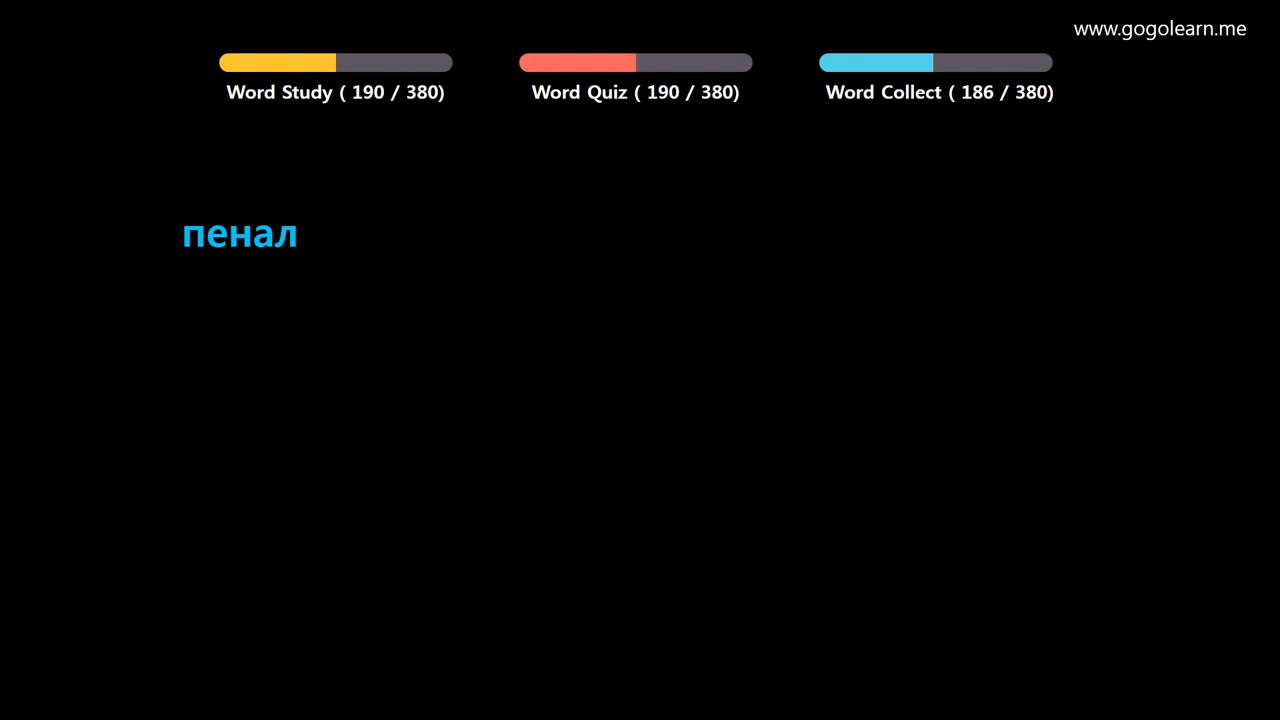 www.gogolearn.me
Word Study ( 190 / 380)
Word Quiz ( 190 / 380)
Word Collect ( 186 / 380)
пенал